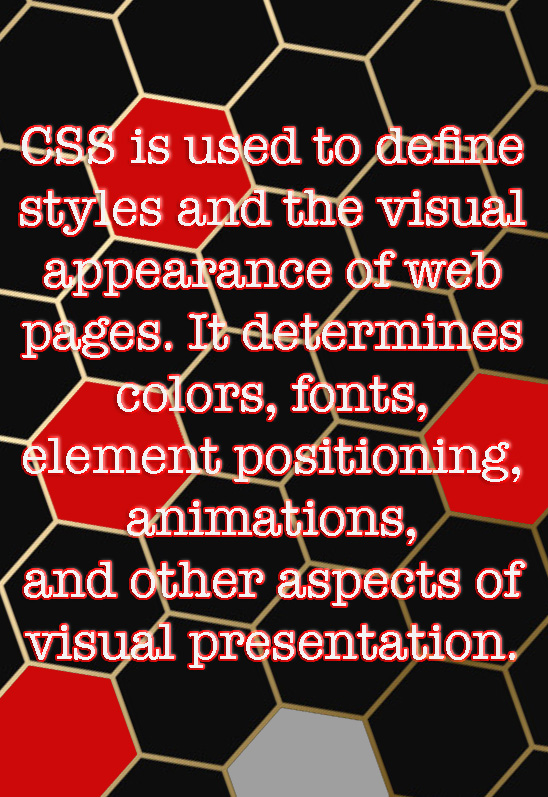 CSS is used to define
styles and the visual
appearance of web
pages. It determines
colors, fonts,
element positioning,
animations,
and other aspects of
visual presentation.